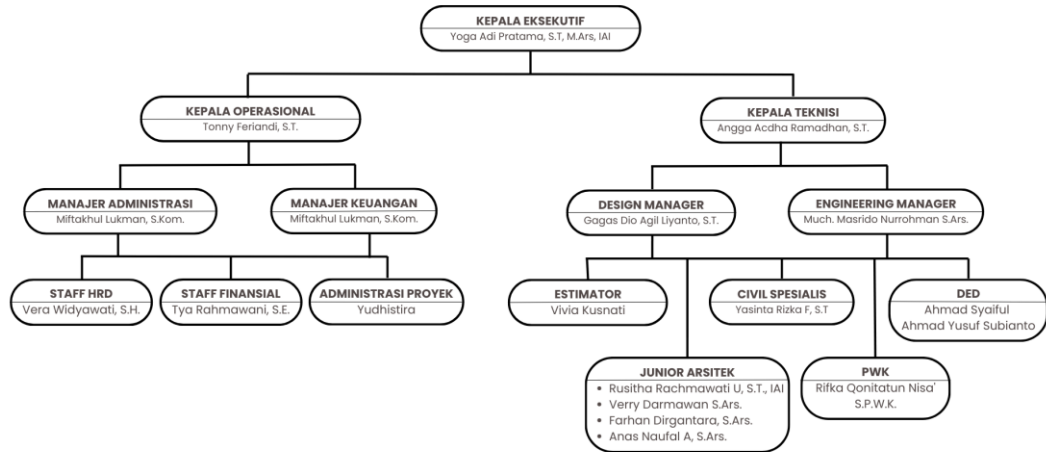 KEPALA EKSEKUTIF
Yoga Adi Pratama, S.T, M.Ars, IAI
KEPALA OPERASIONAL
Tonny Feriandi, S.T.
KEPALA TEKNISI
Angga Acdha Ramadhan, S.T.
MANAJER ADMINISTRASI
Miftakhul Lukman, S.Kom.
MANAJER KEUANGAN
Miftakhul Lukman, S.Kom.
DESIGN MANAGER
Gagas Dio Agil Liyanto, S.T.
ENGINEERING MANAGER
Much. Masrido Nurrohman S.Ars.
STAFF HRD
Vera Widyawati, S.H.
STAFF FINANSIAL
Tya Rahmawani, S.E.
ADMINISTRASI PROYEK
Yudhistira
ESTIMATOR
Vivia Kusnati
CIVIL SPESIALIS
Yasinta Rizka F, S.T
DED
Ahmad Syaiful
Ahmad Yusuf Subianto
JUNIOR ARSITEK
• Rusitha Rachmawati U, S.T., IAI
• Verry Darmawan S.Ars.
• Farhan Dirgantara, S.Ars.
• Anas Naufal A, S.Ars.
PWK
Rifka Qonitatun Nisa'
S.P.W.K.